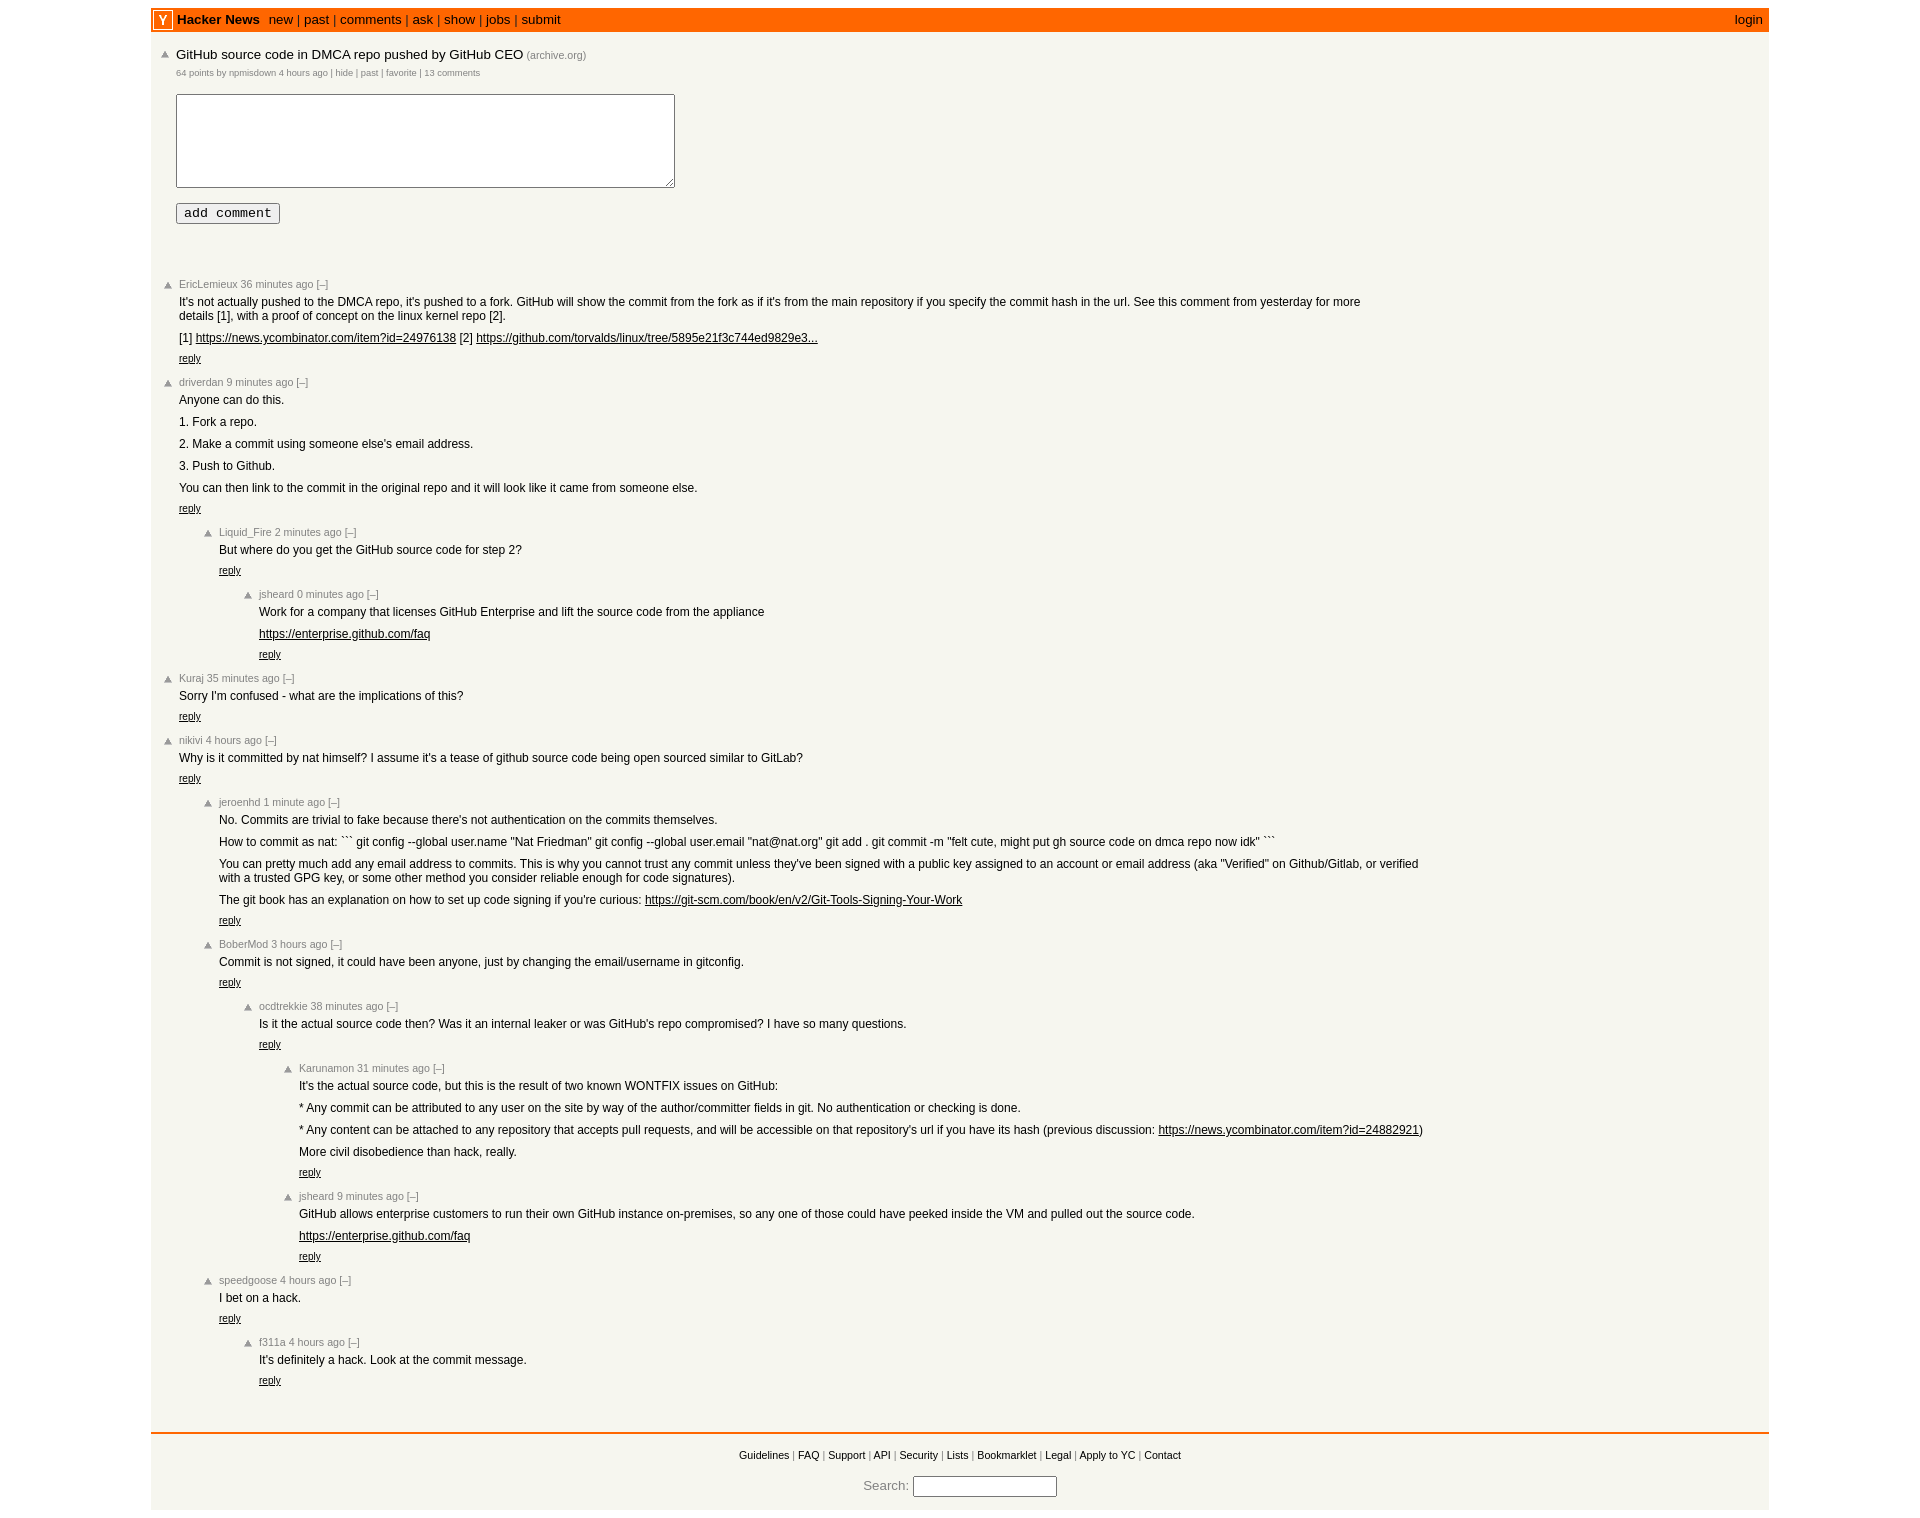 Y Hacker News new | past | comments | ask | show | jobs | submit login
GitHub source code in DMCA repo pushed by GitHub CEO (archive.org)
64 points by npmisdown 4 hours ago | hide | past | favorite | 13 comments
add comment
EricLemieux 36 minutes ago [–]
It's not actually pushed to the DMCA repo, it's pushed to a fork. GitHub will show the commit from the fork as if it's from the main repository if you specify the commit hash in the url. See this comment from yesterday for more
details [1], with a proof of concept on the linux kernel repo [2].
[1] https://news.ycombinator.com/item?id=24976138 [2] https://github.com/torvalds/linux/tree/5895e21f3c744ed9829e3...
reply
driverdan 9 minutes ago [–]
Anyone can do this.
1. Fork a repo.
2. Make a commit using someone else's email address.
3. Push to Github.
You can then link to the commit in the original repo and it will look like it came from someone else.
reply
Liquid_Fire 2 minutes ago [–]
But where do you get the GitHub source code for step 2?
reply
jsheard 0 minutes ago [–]
Work for a company that licenses GitHub Enterprise and lift the source code from the appliance
https://enterprise.github.com/faq
reply
Kuraj 35 minutes ago [–]
Sorry I'm confused - what are the implications of this?
reply
nikivi 4 hours ago [–]
Why is it committed by nat himself? I assume it's a tease of github source code being open sourced similar to GitLab?
reply
jeroenhd 1 minute ago [–]
No. Commits are trivial to fake because there's not authentication on the commits themselves.
How to commit as nat: ``` git config --global user.name "Nat Friedman" git config --global user.email "nat@nat.org" git add . git commit -m "felt cute, might put gh source code on dmca repo now idk" ```
You can pretty much add any email address to commits. This is why you cannot trust any commit unless they've been signed with a public key assigned to an account or email address (aka "Verified" on Github/Gitlab, or verified
with a trusted GPG key, or some other method you consider reliable enough for code signatures).
The git book has an explanation on how to set up code signing if you're curious: https://git-scm.com/book/en/v2/Git-Tools-Signing-Your-Work
reply
BoberMod 3 hours ago [–]
Commit is not signed, it could have been anyone, just by changing the email/username in gitconfig.
reply
ocdtrekkie 38 minutes ago [–]
Is it the actual source code then? Was it an internal leaker or was GitHub's repo compromised? I have so many questions.
reply
Karunamon 31 minutes ago [–]
It's the actual source code, but this is the result of two known WONTFIX issues on GitHub:
* Any commit can be attributed to any user on the site by way of the author/committer fields in git. No authentication or checking is done.
* Any content can be attached to any repository that accepts pull requests, and will be accessible on that repository's url if you have its hash (previous discussion: https://news.ycombinator.com/item?id=24882921)
More civil disobedience than hack, really.
reply
jsheard 9 minutes ago [–]
GitHub allows enterprise customers to run their own GitHub instance on-premises, so any one of those could have peeked inside the VM and pulled out the source code.
https://enterprise.github.com/faq
reply
speedgoose 4 hours ago [–]
I bet on a hack.
reply
f311a 4 hours ago [–]
It's definitely a hack. Look at the commit message.
reply
Guidelines | FAQ | Support | API | Security | Lists | Bookmarklet | Legal | Apply to YC | Contact
Search: